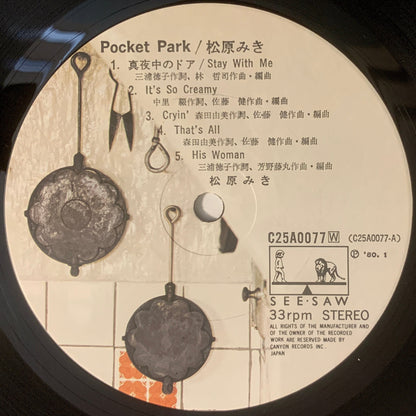 Pocket Park / 松原みき
1. 真夜中のドア / Stay With Me
三浦徳子作詞、林 哲司作曲・編曲
2. It's So Creamy
中里 綴作詞、佐藤 健作曲・編曲
3. Cryin' 森田由美作詞、佐藤 健作曲・編曲
4. That's All
森田由美作詞、佐藤 健作曲・編曲
5. His Woman
三浦徳子作詞、芳野藤丸作曲・編曲
松原みき
C25A0077 W (C25A0077-A)
Ⓟ '80. 1
SEE·SAW
33rpm STEREO
ALL RIGHTS OF THE MANUFACTURER AND
OF THE OWNER OF THE RECORDED
WORK ARE RESERVED MADE BY
CANYON RECORDS INC.
JAPAN